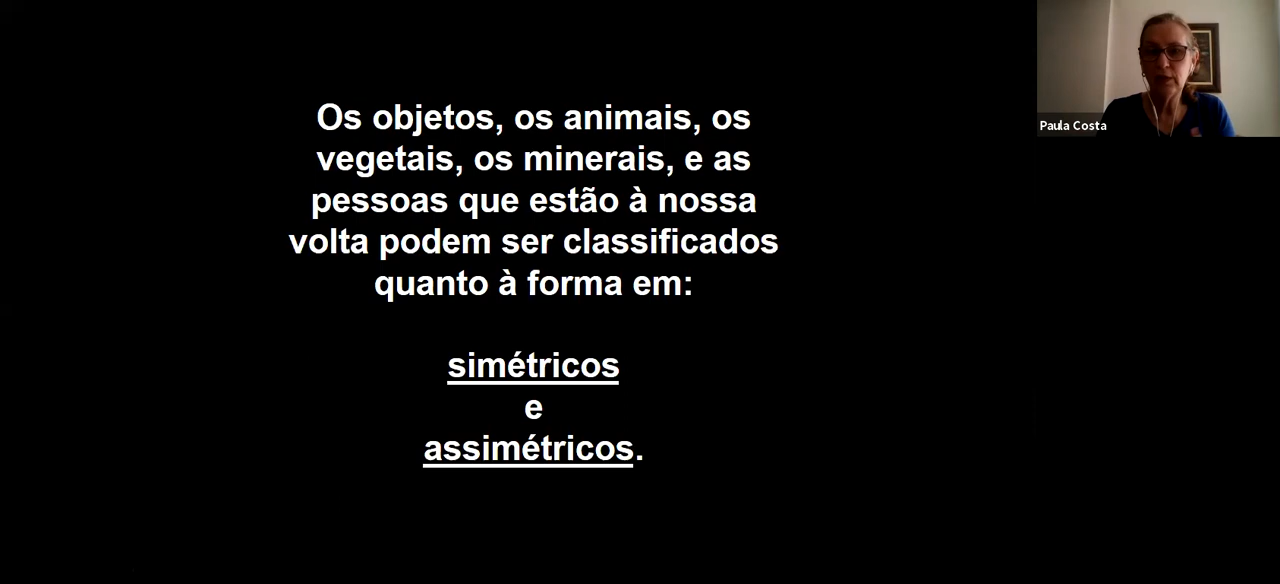 Os objetos, os animais, os
vegetais, os minerais, e as
pessoas que estão à nossa
volta podem ser classificados
quanto à forma em:
simétricos
e
assimétricos.
Paula Costa